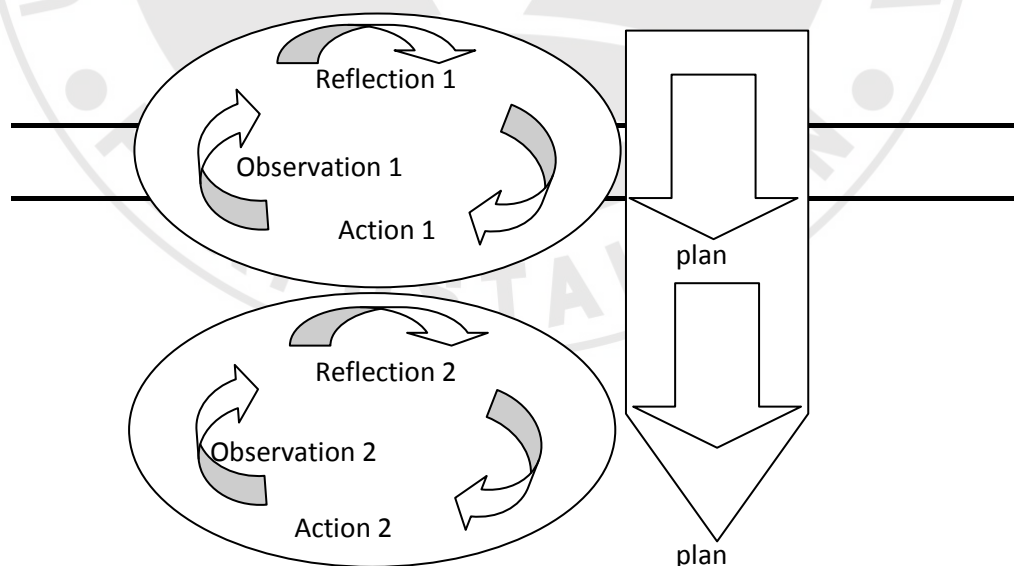 Reflection 1
Observation 1
Action 1
plan
Reflection 2
Observation 2
Action 2
plan